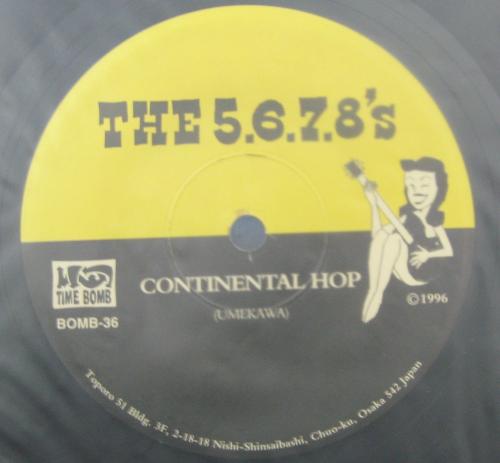 THE 5.6.7.8's
CONTINENTAL HOP
(UMEKAWA)
TIME BOMB
BOMB-36
©1996
Toporo 51 Bldg. 3F, 2-18-18 Nishi-Shinsaibashi, Chuo-ku, Osaka 542 Japan